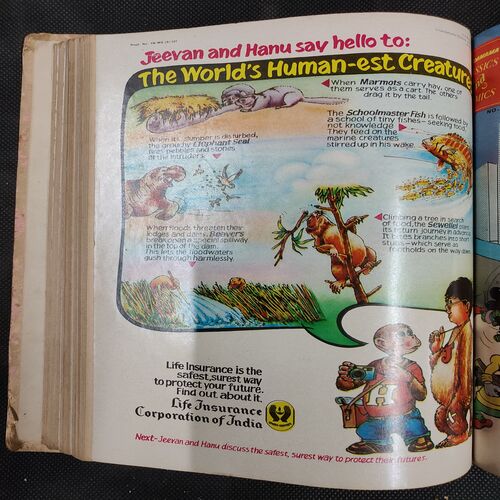 Jeevan and Hanu say hello to:
The World's Human-est Creature
When Marmots carry hay, one of
them serves as a cart. The others
drag it by the tail.
The Schoolmaster Fish is followed by
a school of tiny fishes—seeking food,
not knowledge.
They feed on the
marine creatures
stirred up in his wake.
When its slumper is disturbed,
the grouchy Elephant Seal
flings pebbles and stones
at the intruders.
When floods threaten their
lodges and dams, Beavers
break open a special spillway
in the top of the dam.
This lets the floodwaters
gush through harmlessly.
Climbing a tree in search
of food, the Sewellel
its return journey in advance.
It bites branches into short
stubs—which serve as
footholds on the way down.
H
Life Insurance is the
safest, surest way
to protect your future.
Find out about it.
Life Insurance
Corporation of India
Next-Jeevan and Hanu discuss the safest, surest way to protect their futures.